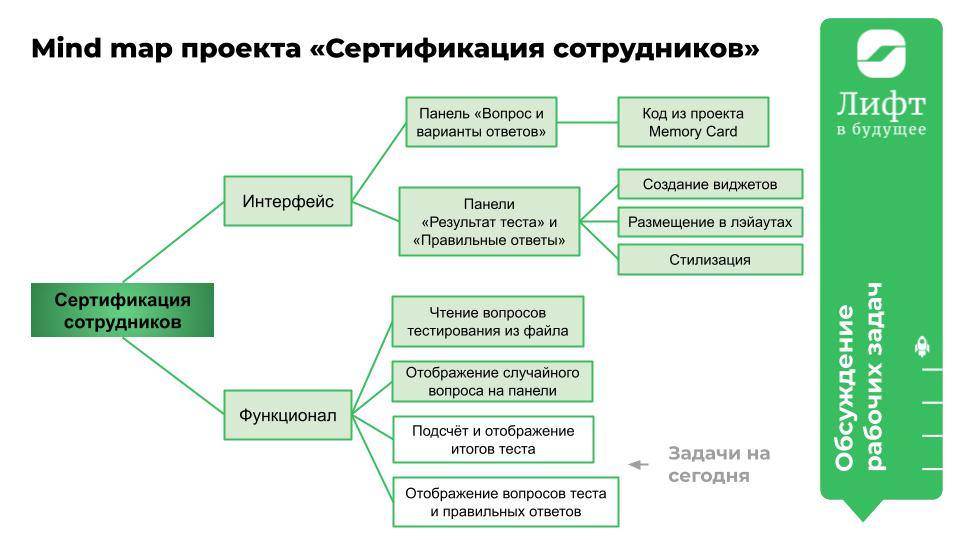 Mind map проекта «Сертификация сотрудников»
Лифт
в будущее
Панель «Вопрос и
варианты ответов»
Код из проекта
Memory Card
Интерфейс
Панели
«Результат теста» и
«Правильные ответы»
Создание виджетов
Размещение в лэйаутах
Стилизация
Сертификация
сотрудников
Чтение вопросов
тестирования из файла
Отображение случайного
вопроса на панели
Функционал
Подсчёт и отображение
итогов теста
Отображение вопросов теста
и правильных ответов
Задачи на
сегодня
Обсуждение
рабочих задач